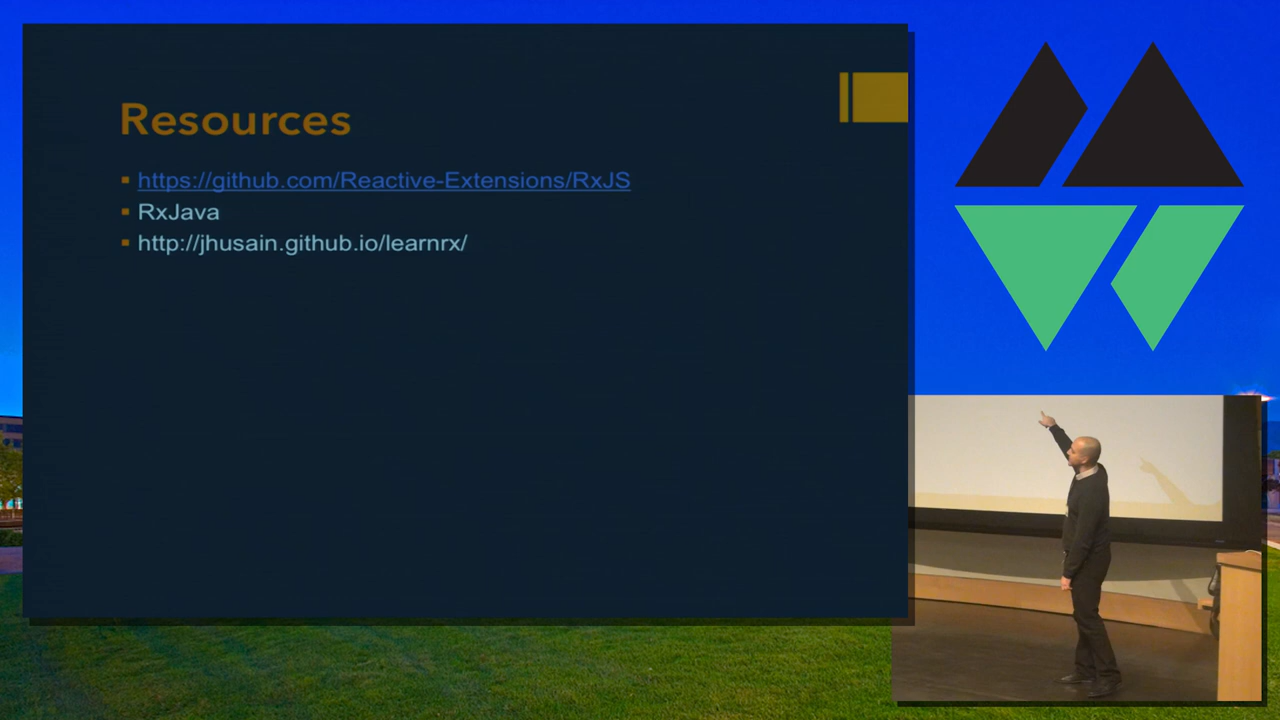 Resources
https://github.com/Reactive-Extensions/RxJS
RxJava
http://jhusain.github.io/learnrx/